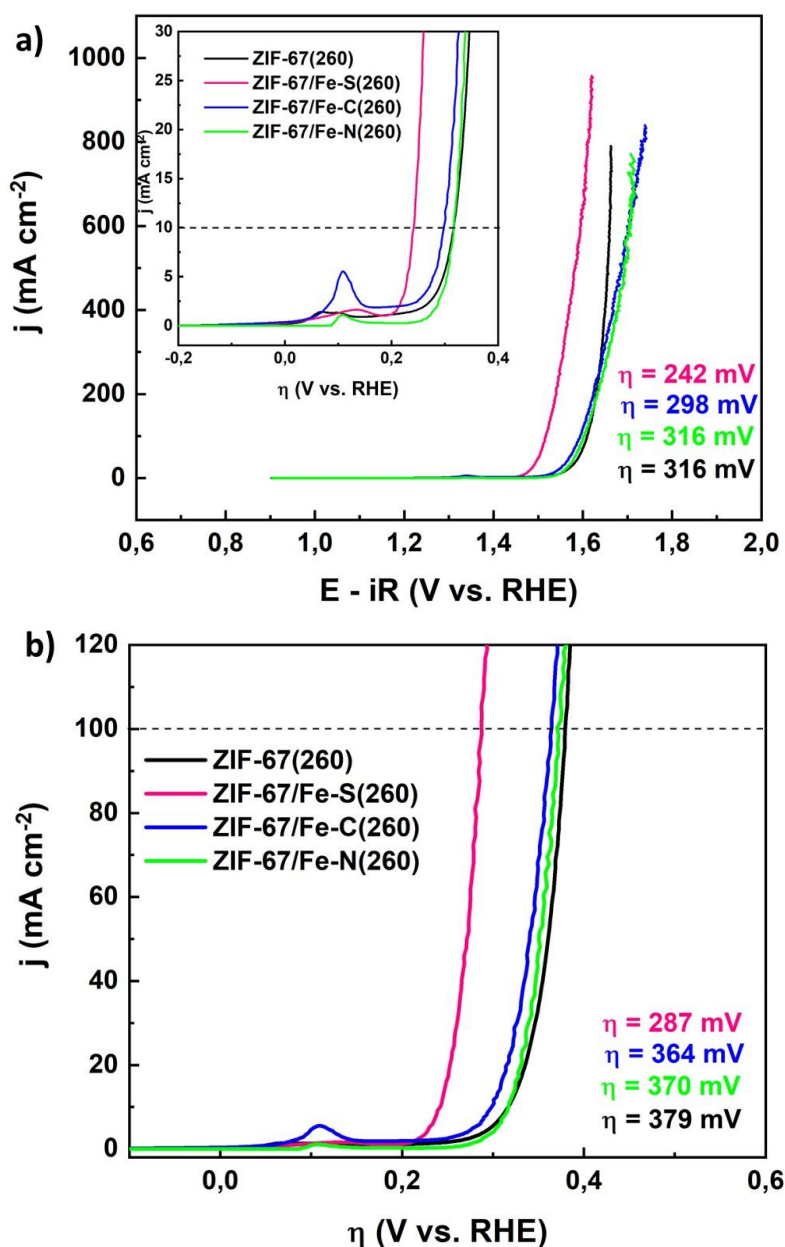 a)
1000
800
600
400
200
0
j (mA cm-2)
30
25
20
15
10
5
0
j (mA cm-2)
ZIF-67(260)
ZIF-67/Fe-S(260)
ZIF-67/Fe-C(260)
ZIF-67/Fe-N(260)
-0,2 0,0 0,2 0,4
η (V vs. RHE)
η = 242 mV
η = 298 mV
η = 316 mV
η = 316 mV
0,6 0,8 1,0 1,2 1,4 1,6 1,8 2,0
E - iR (V vs. RHE)
b)
120
100
80
60
40
20
0
j (mA cm-2)
ZIF-67(260)
ZIF-67/Fe-S(260)
ZIF-67/Fe-C(260)
ZIF-67/Fe-N(260)
η = 287 mV
η = 364 mV
η = 370 mV
η = 379 mV
0,0 0,2 0,4 0,6
η (V vs. RHE)